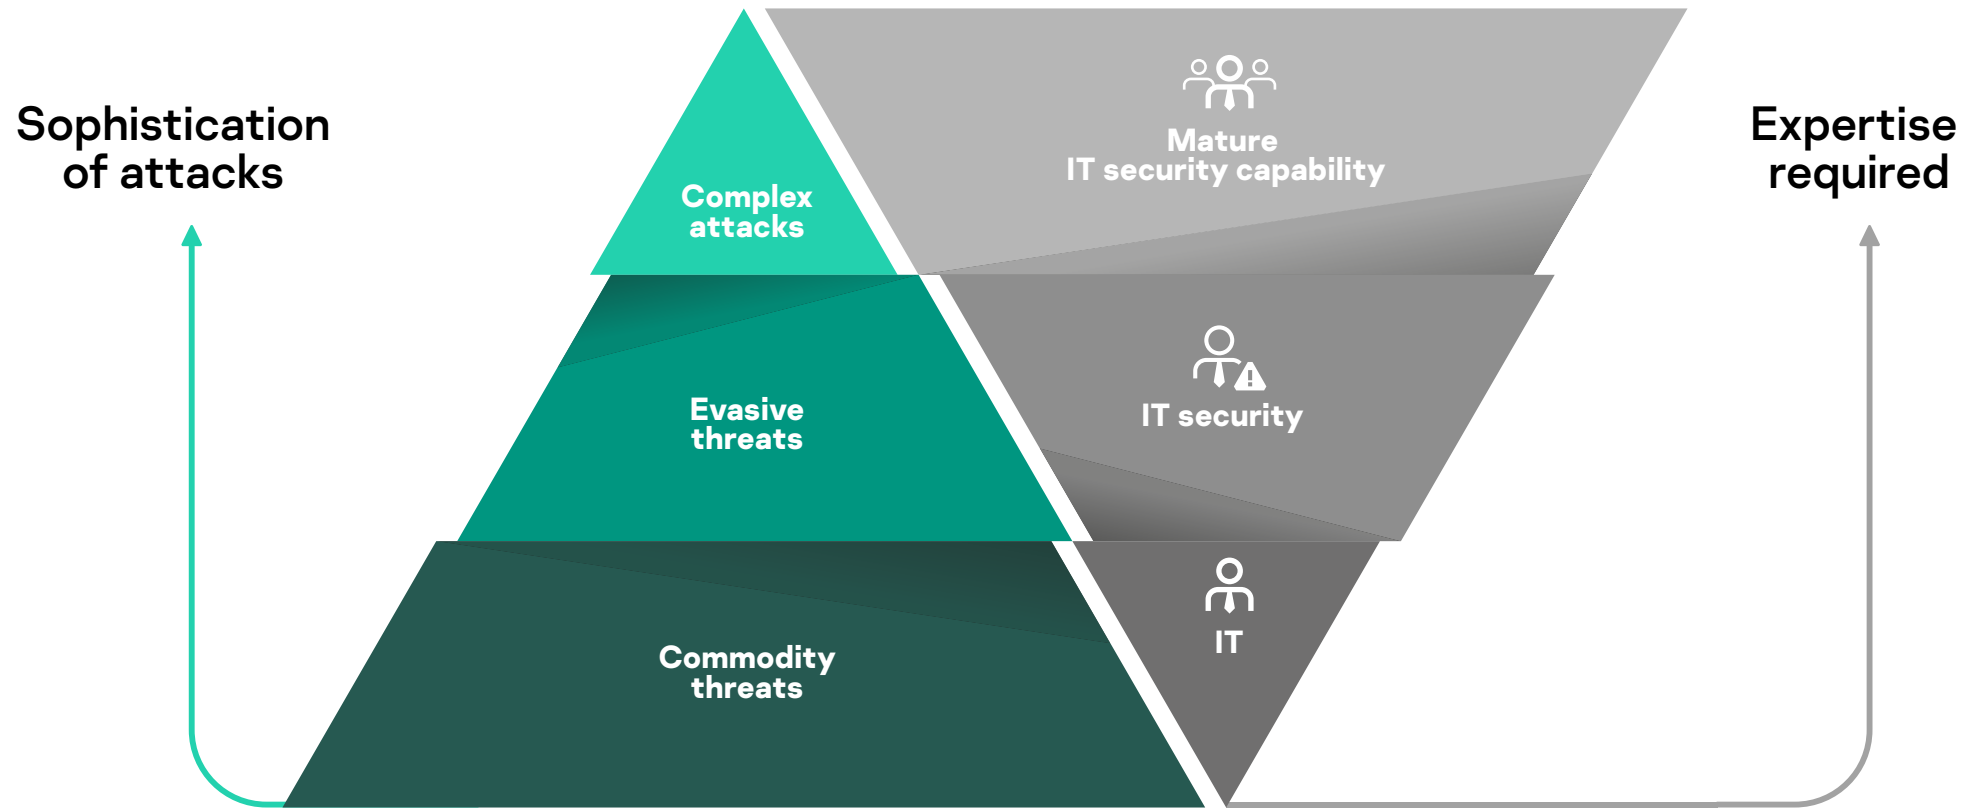 Sophistication
of attacks
Complex
attacks
Evasive
threats
Commodity
threats
Mature
IT security capability
IT security
IT
Expertise
required